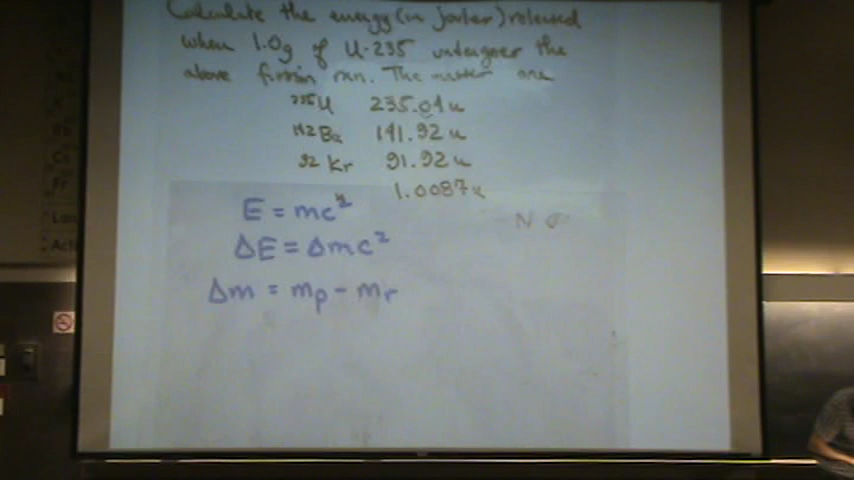 Calculate the energy (in joules) released
when 1.0g of U-235 undergoes the
above fission rxn. The masses are
²³⁵U 235.04u
¹⁴²Ba 141.92u
⁹²Kr 91.92u
1.0087u
E = mc²
ΔE = Δmc²
Δm = mp - mr